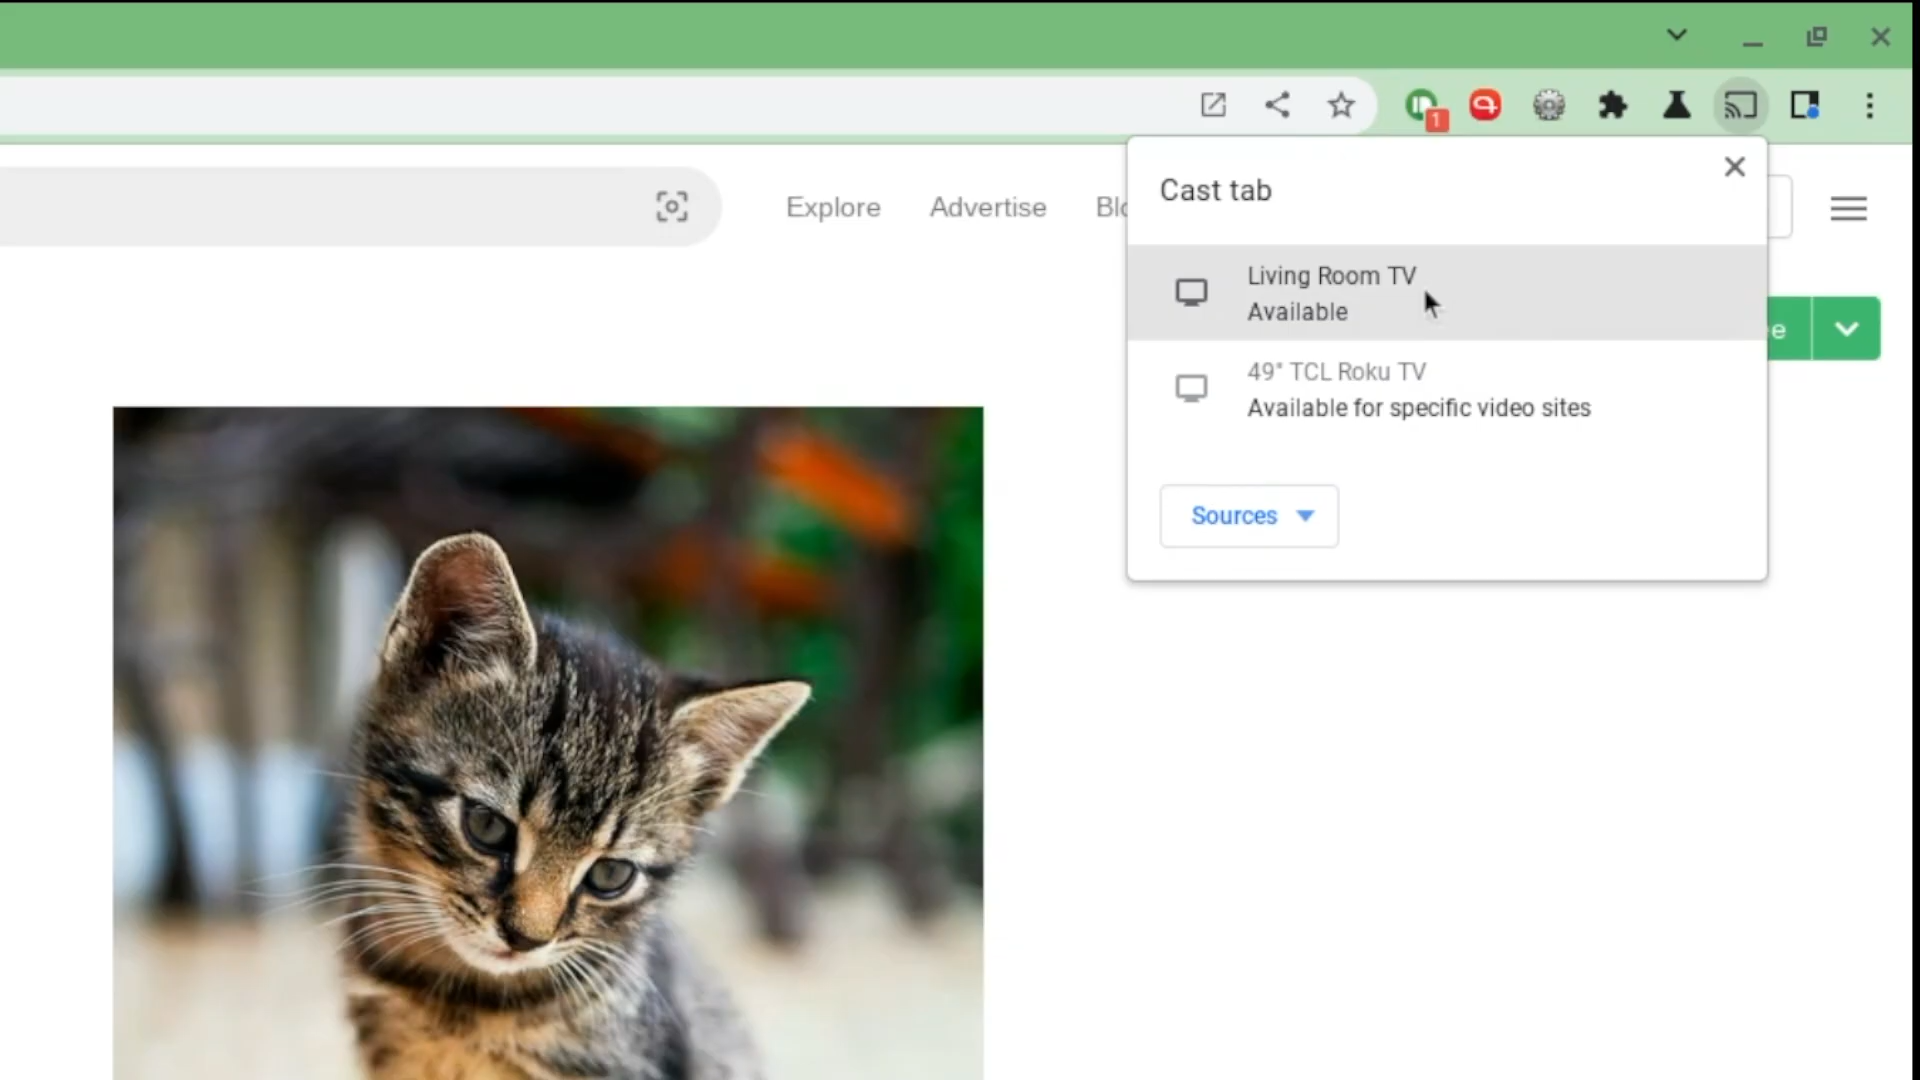 1
Explore Advertise Blo
Cast tab
Living Room TV
Available
49" TCL Roku TV
Available for specific video sites
Sources
e